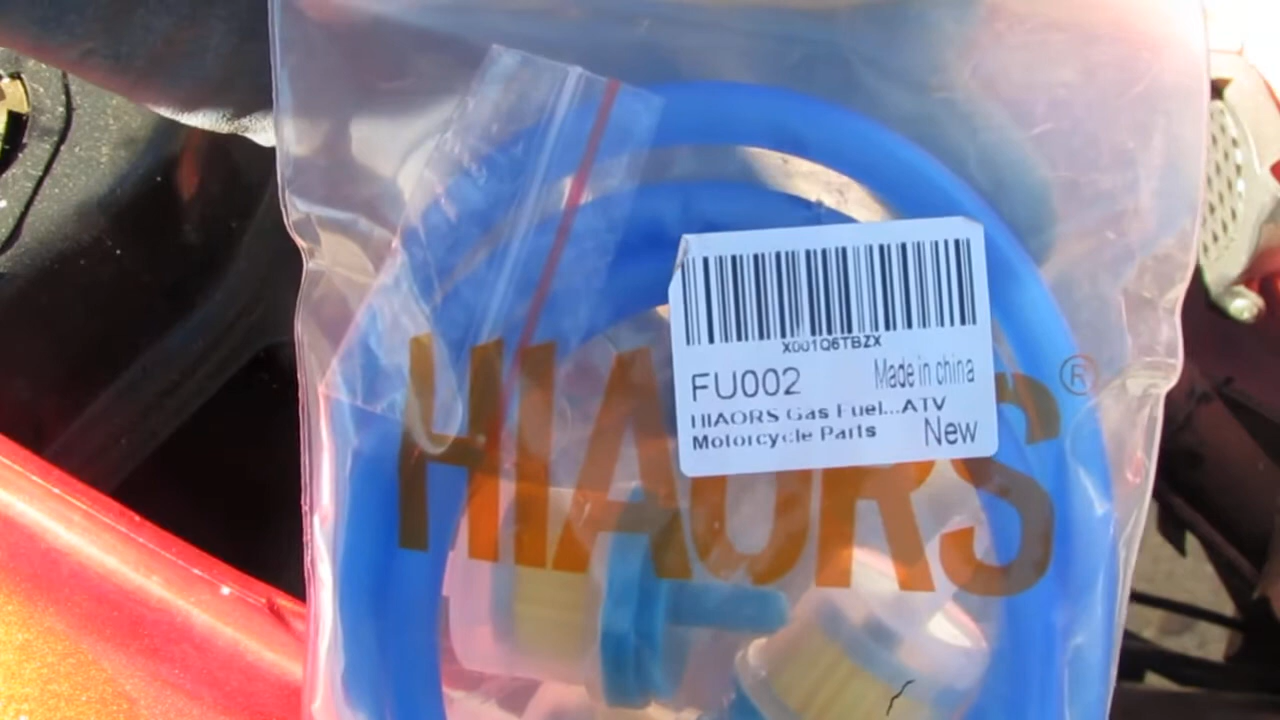 X001Q6TBZX
FU002 Made in china
HIAORS Gas Fuel...ATV
Motorcycle Parts New
HIAORS ®